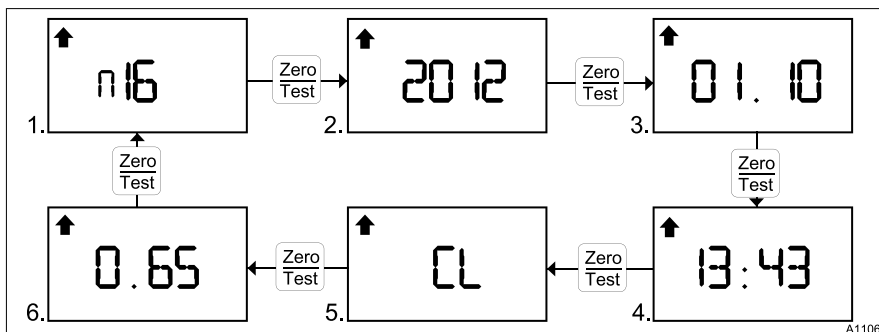 n16
1.
Zero
Test
2012
2.
Zero
Test
01.10
3.
Zero
Test
13:43
4.
Zero
Test
CL
5.
Zero
Test
0.65
6.
Zero
Test
A1106